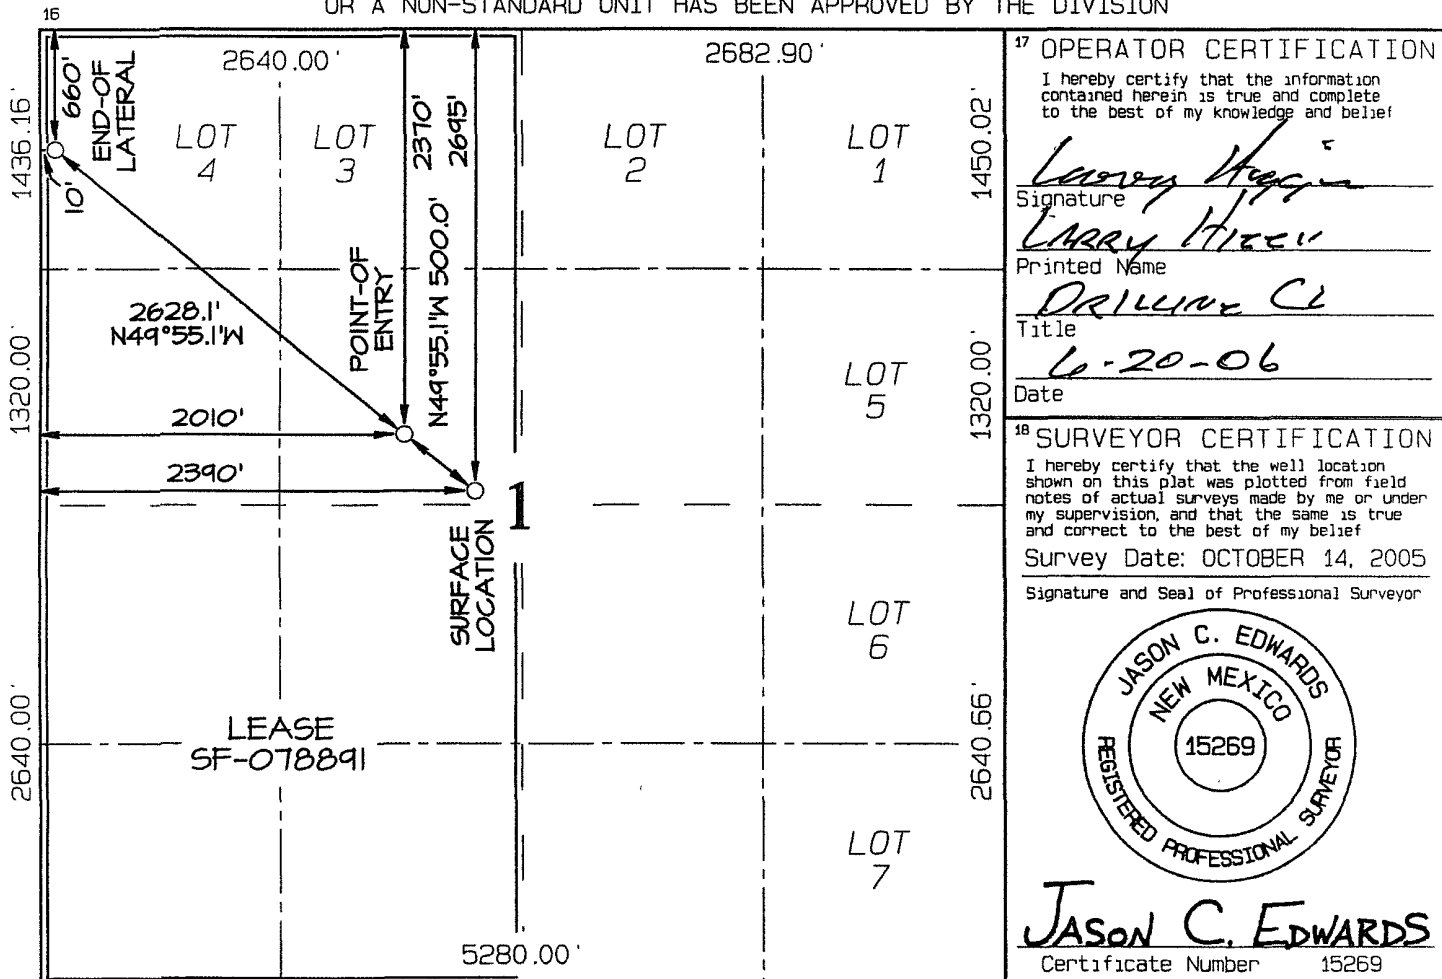 OR A NON-STANDARD UNIT HAS BEEN APPROVED BY THE DIVISION
16
2640.00'
2682.90'
1436.16'
660'
END-OF
LATERAL
10'
LOT
4
LOT
3
2370'
2695'
LOT
2
LOT
1
1450.02'
POINT-OF
ENTRY
N49°55.1'W 500.0'
2628.1'
N49°55.1'W
1320.00'
LOT
5
1320.00'
2010'
2390'
1
SURFACE
LOCATION
LOT
6
LEASE
SF-078891
2640.00'
2640.66'
LOT
7
5280.00'
17 OPERATOR CERTIFICATION
I hereby certify that the information
contained herein is true and complete
to the best of my knowledge and belief
Larry Higgin
Signature
LARRY
Printed Name
DRILLING
Title
6-20-06
Date
18 SURVEYOR CERTIFICATION
I hereby certify that the well location
shown on this plat was plotted from field
notes of actual surveys made by me or under
my supervision, and that the same is true
and correct to the best of my belief
Survey Date: OCTOBER 14, 2005
Signature and Seal of Professional Surveyor
JASON C. EDWARDS
NEW MEXICO
15269
REGISTERED PROFESSIONAL SURVEYOR
JASON C. EDWARDS
Certificate Number 15269